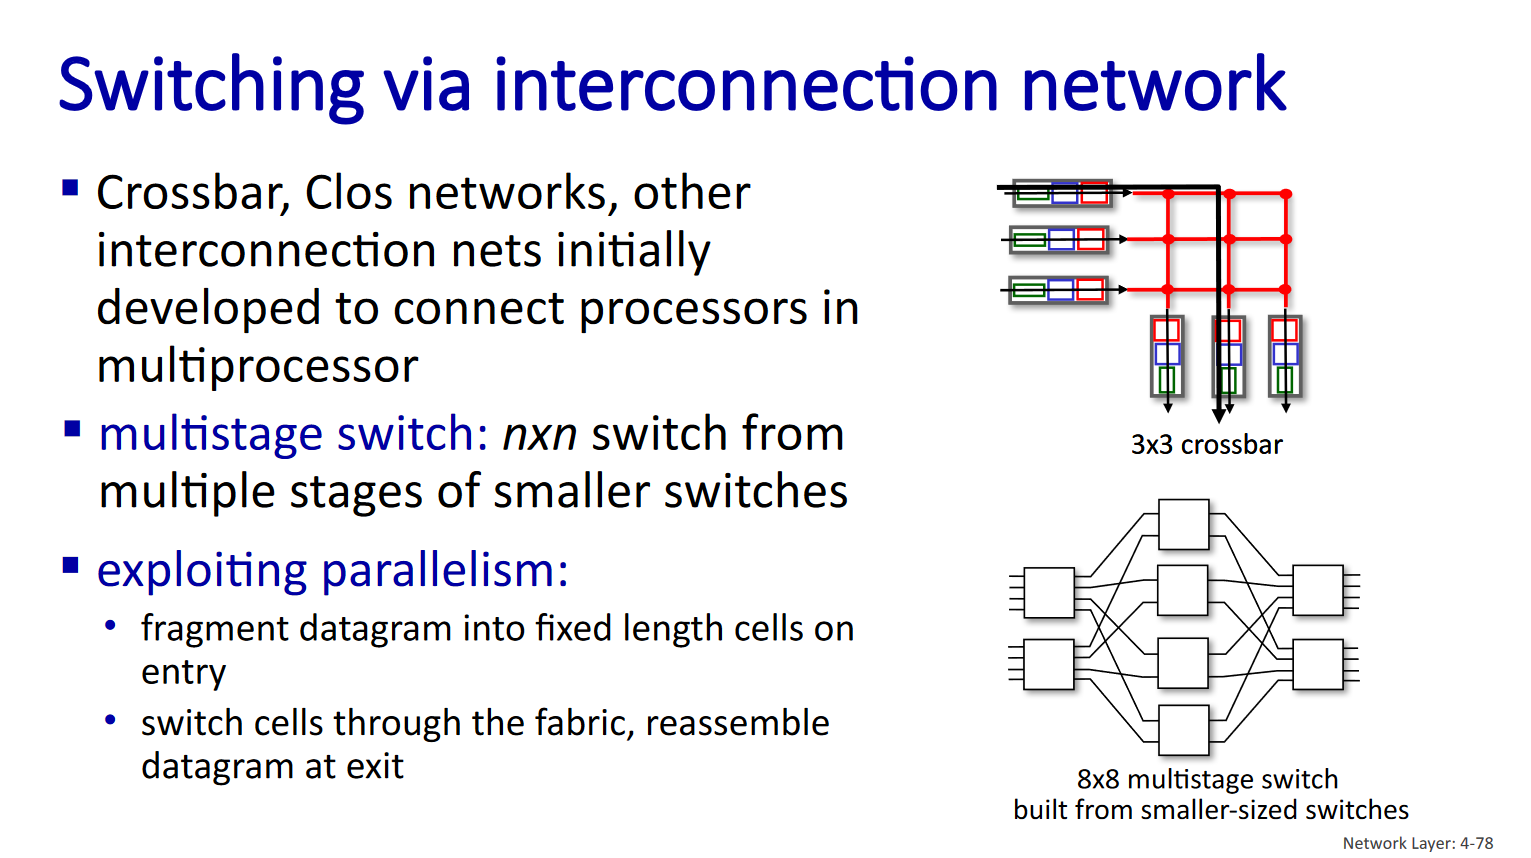 Switching via interconnection network
▪ Crossbar, Clos networks, other
interconnection nets initially
developed to connect processors in
multiprocessor
▪ multistage switch: nxn switch from
multiple stages of smaller switches
▪ exploiting parallelism:
• fragment datagram into fixed length cells on
entry
• switch cells through the fabric, reassemble
datagram at exit
3x3 crossbar
8x8 multistage switch
built from smaller-sized switches
Network Layer: 4-78